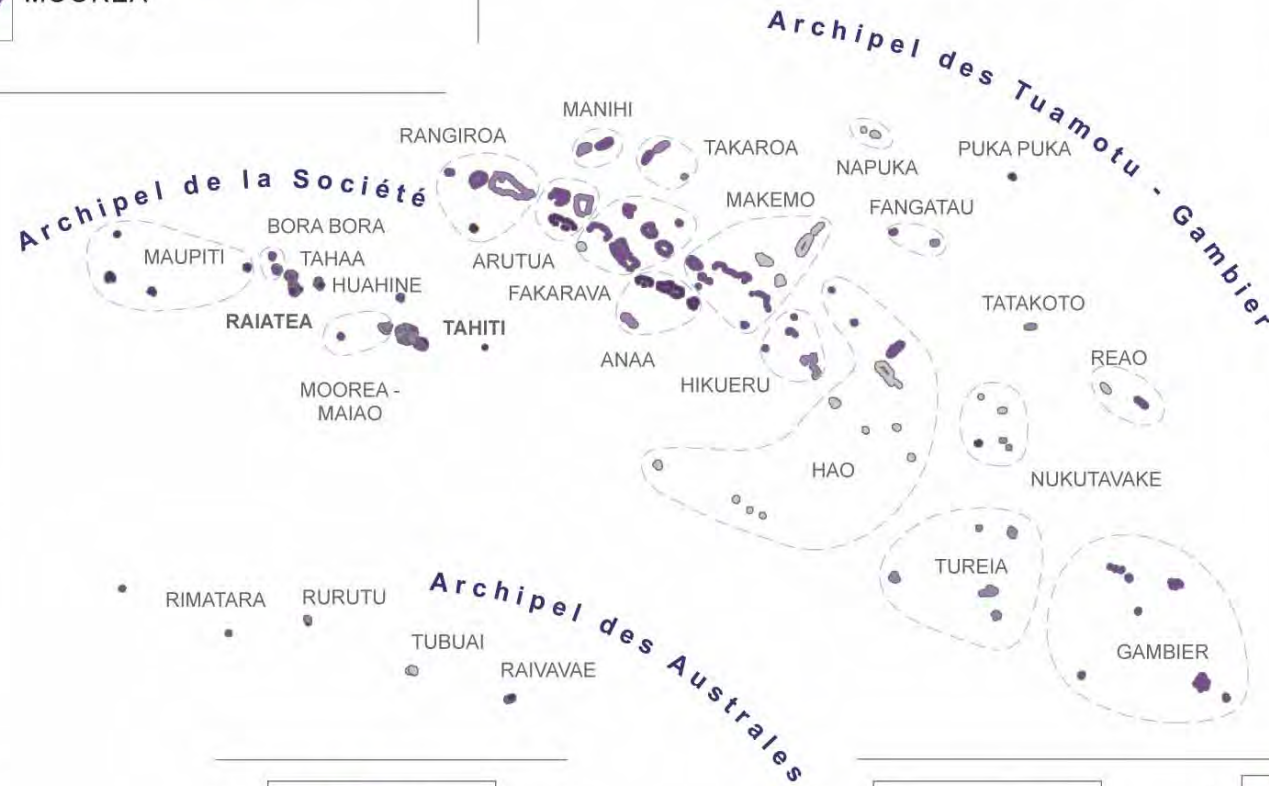 MOOREA
Archipel des Tuamotu - Gambier
MANIHI
RANGIROA
TAKAROA
NAPUKA
PUKA PUKA
Archipel de la Société
MAKEMO
FANGATAU
BORA BORA
MAUPITI
TAHAA
ARUTUA
HUAHINE
FAKARAVA
TATAKOTO
RAIATEA
TAHITI
ANAA
REAO
HIKUERU
MOOREA -
MAIAO
HAO
NUKUTAVAKE
TUREIA
Archipel des Australes
RIMATARA
RURUTU
TUBUAI
GAMBIER
RAIVAVAE